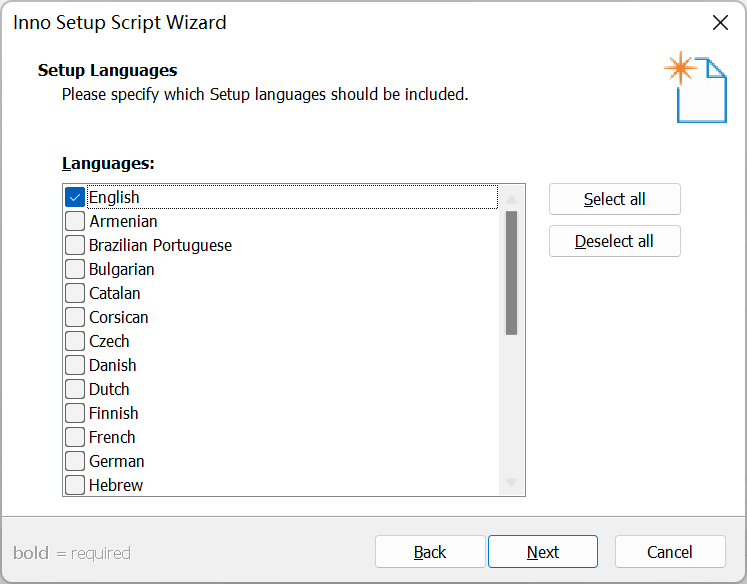 Inno Setup Script Wizard
Setup Languages
Please specify which Setup languages should be included.
Languages:
English
Armenian
Brazilian Portuguese
Bulgarian
Catalan
Corsican
Czech
Danish
Dutch
Finnish
French
German
Hebrew
Select all
Deselect all
bold = required
Back
Next
Cancel